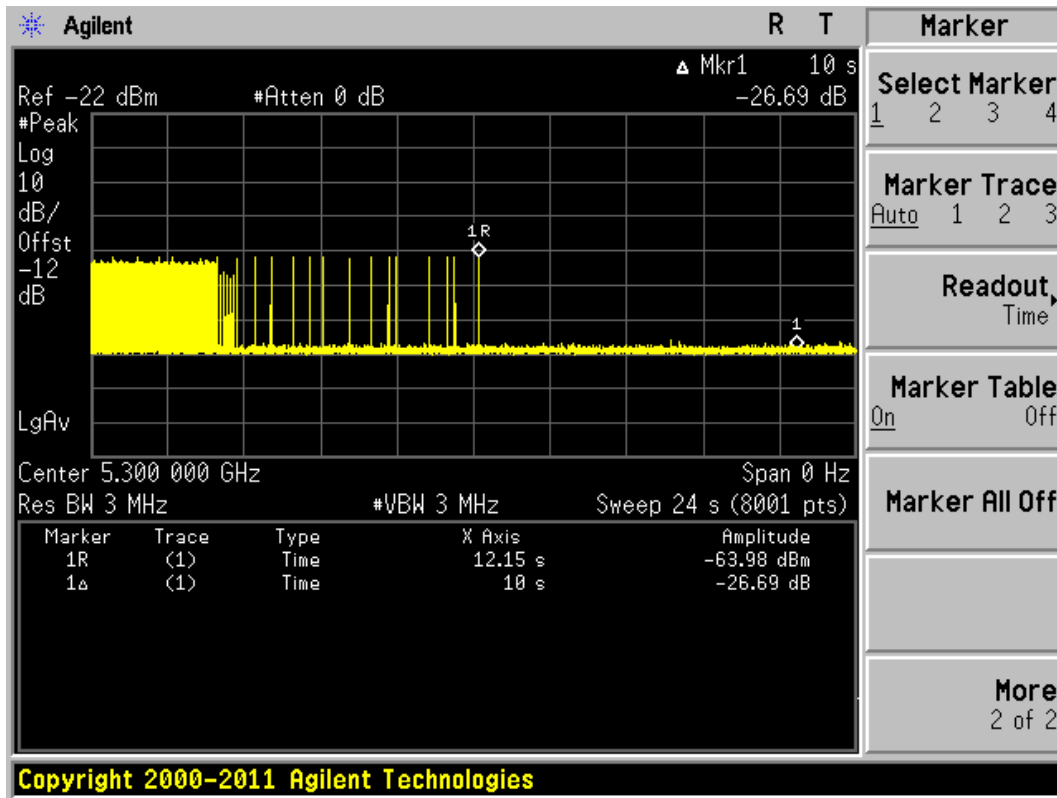 Agilent R T
Δ Mkr1 10 s
Ref -22 dBm #Atten 0 dB -26.69 dB
#Peak
Log
10
dB/
Offst
-12
dB
1R
1
LgAv
Center 5.300 000 GHz Span 0 Hz
Res BW 3 MHz #VBW 3 MHz Sweep 24 s (8001 pts)
Marker Trace Type X Axis Amplitude
1R (1) Time 12.15 s -63.98 dBm
1Δ (1) Time 10 s -26.69 dB
Marker
Select Marker
1 2 3 4
Marker Trace
Auto 1 2 3
Readout
Time
Marker Table
On Off
Marker All Off
More
2 of 2
Copyright 2000-2011 Agilent Technologies